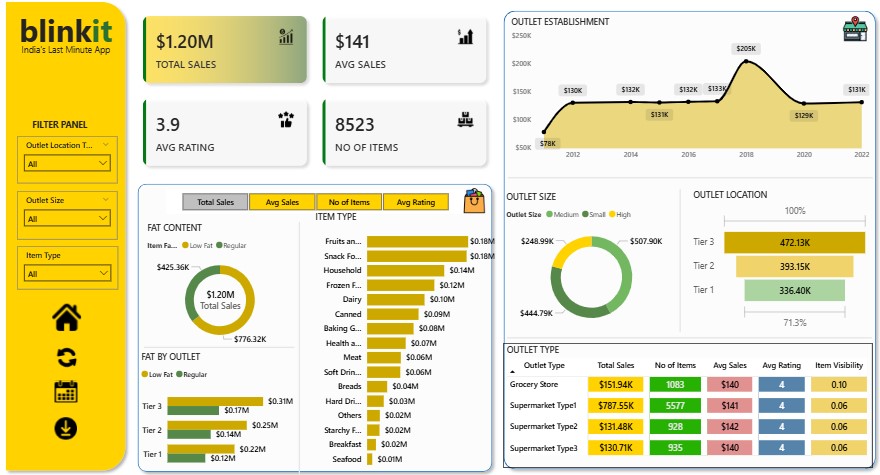 blinkit
India's Last Minute App
FILTER PANEL
Outlet Location T...
All
Outlet Size
All
Item Type
All
$1.20M
TOTAL SALES
$141
AVG SALES
3.9
AVG RATING
8523
NO OF ITEMS
Total Sales
Avg Sales
No of Items
Avg Rating
FAT CONTENT
Item Fa... Low Fat Regular
$425.36K
$1.20M
Total Sales
$776.32K
FAT BY OUTLET
Low Fat Regular
Tier 3 $0.31M
$0.17M
Tier 2 $0.25M
$0.14M
Tier 1 $0.22M
$0.12M
ITEM TYPE
Fruits an... $0.18M
Snack Fo... $0.18M
Household $0.14M
Frozen F... $0.12M
Dairy $0.10M
Canned $0.09M
Baking G... $0.08M
Health a... $0.07M
Meat $0.06M
Soft Drin... $0.06M
Breads $0.04M
Hard Dri... $0.03M
Others $0.02M
Starchy F... $0.02M
Breakfast $0.02M
Seafood $0.01M
OUTLET ESTABLISHMENT
$250K
$200K
$150K
$100K
$50K
$78K
$130K
$132K
$131K
$132K
$133K
$205K
$129K
$131K
2012 2014 2016 2018 2020 2022
OUTLET SIZE
Outlet Size Medium Small High
$248.99K
$507.90K
$444.79K
OUTLET LOCATION
100%
Tier 3 472.13K
Tier 2 393.15K
Tier 1 336.40K
71.3%
OUTLET TYPE
Outlet Type Total Sales No of Items Avg Sales Avg Rating Item Visibility
Grocery Store $151.94K 1083 $140 4 0.10
Supermarket Type1 $787.55K 5577 $141 4 0.06
Supermarket Type2 $131.48K 928 $142 4 0.06
Supermarket Type3 $130.71K 935 $140 4 0.06